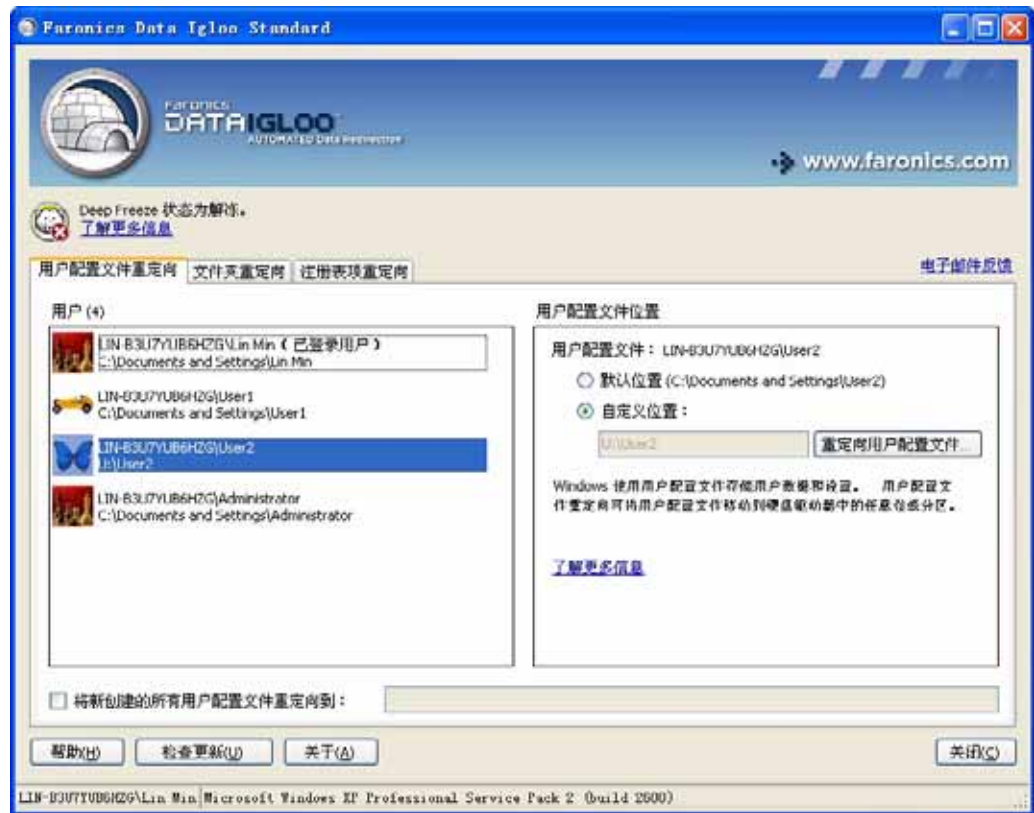 Faronics Data Igloo Standard
Faronics
DATA IGLOO
AUTOMATED Data Redirection
www.faronics.com
Deep Freeze 状态为解冻。
了解更多信息
用户配置文件重定向 文件夹重定向 注册表项重定向
电子邮件反馈
用户 (4)
LIN-B3U7YUB6HZG\Lin Min ( 已登录用户 )
C:\Documents and Settings\Lin Min
LIN-B3U7YUB6HZG\User1
C:\Documents and Settings\User1
LIN-B3U7YUB6HZG\User2
U:\User2
LIN-B3U7YUB6HZG\Administrator
C:\Documents and Settings\Administrator
用户配置文件位置
用户配置文件： LIN-B3U7YUB6HZG\User2
默认位置 (C:\Documents and Settings\User2)
自定义位置：
U:\User2
重定向用户配置文件...
Windows 使用用户配置文件存储用户数据和设置。 用户配置文
件重定向可将用户配置文件移动到硬盘驱动器中的任意位或分区。
了解更多信息
将新创建的所有用户配置文件重定向到：
帮助(H) 检查更新(U) 关于(A) 关闭(C)
LIN-B3U7YUB6HZG\Lin Min Microsoft Windows XP Professional Service Pack 2 (build 2600)